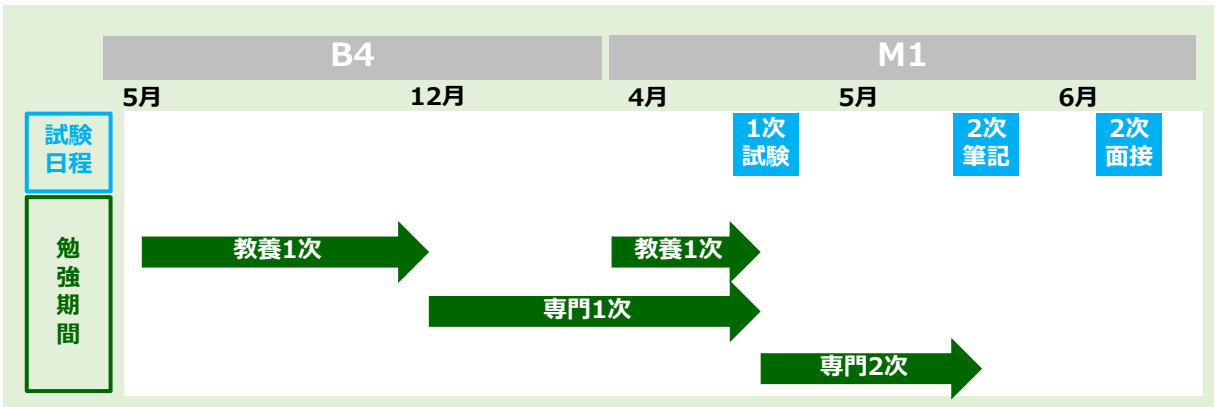 B4
M1
5月
12月
4月
5月
6月
試験
日程
1次
試験
2次
筆記
2次
面接
勉
強
期
間
教養1次
教養1次
専門1次
専門2次